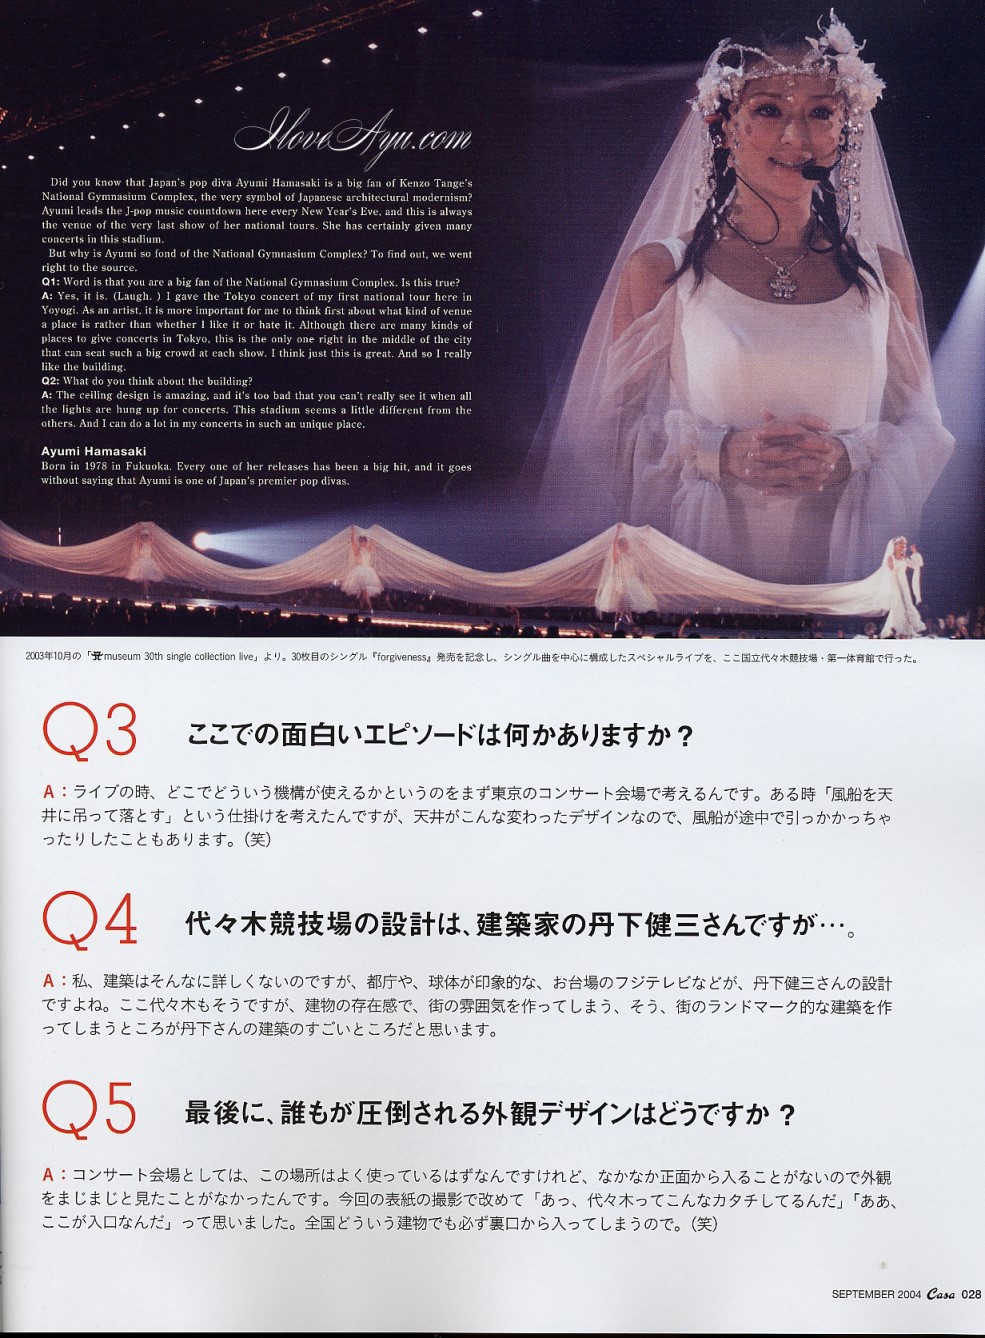 IloveAyu.com
Did you know that Japan's pop diva Ayumi Hamasaki is a big fan of Kenzo Tange's
National Gymnasium Complex, the very symbol of Japanese architectural modernism?
Ayumi leads the J-pop music countdown here every New Year's Eve, and this is always
the venue of the very last show of her national tours. She has certainly given many
concerts in this stadium.
But why is Ayumi so fond of the National Gymnasium Complex? To find out, we went
right to the source.
Q1: Word is that you are a big fan of the National Gymnasium Complex. Is this true?
A: Yes, it is. (Laugh. ) I gave the Tokyo concert of my first national tour here in
Yoyogi. As an artist, it is more important for me to think first about what kind of venue
a place is rather than whether I like it or hate it. Although there are many kinds of
places to give concerts in Tokyo, this is the only one right in the middle of the city
that can seat such a big crowd at each show. I think just this is great. And so I really
like the building.
Q2: What do you think about the building?
A: The ceiling design is amazing, and it's too bad that you can't really see it when all
the lights are hung up for concerts. This stadium seems a little different from the
others. And I can do a lot in my concerts in such an unique place.
Ayumi Hamasaki
Born in 1978 in Fukuoka. Every one of her releases has been a big hit, and it goes
without saying that Ayumi is one of Japan's premier pop divas.
2003年10月の「A museum 30th single collection live」より。30枚目のシングル『forgiveness』発売を記念し、シングル曲を中心に構成したスペシャルライブを、ここ国立代々木競技場・第一体育館で行った。
Q3 ここでの面白いエピソードは何かありますか？
A：ライブの時、どこでどういう機構が使えるかというのをまず東京のコンサート会場で考えるんです。ある時「風船を天
井に吊って落とす」という仕掛けを考えたんですが、天井がこんな変わったデザインなので、風船が途中で引っかかっちゃ
ったりしたこともあります。（笑）
Q4 代々木競技場の設計は、建築家の丹下健三さんですが…。
A：私、建築はそんなに詳しくないのですが、都庁や、球体が印象的な、お台場のフジテレビなどが、丹下健三さんの設計
ですよね。ここ代々木もそうですが、建物の存在感で、街の雰囲気を作ってしまう、そう、街のランドマーク的な建築を作
ってしまうところが丹下さんの建築のすごいところだと思います。
Q5 最後に、誰もが圧倒される外観デザインはどうですか？
A：コンサート会場としては、この場所はよく使っているはずなんですけれど、なかなか正面から入ることがないので外観
をまじまじと見たことがなかったんです。今回の表紙の撮影で改めて「あっ、代々木ってこんなカタチしてるんだ」「ああ、
ここが入口なんだ」って思いました。全国どういう建物でも必ず裏口から入ってしまうので。（笑）
SEPTEMBER 2004 Casa 028